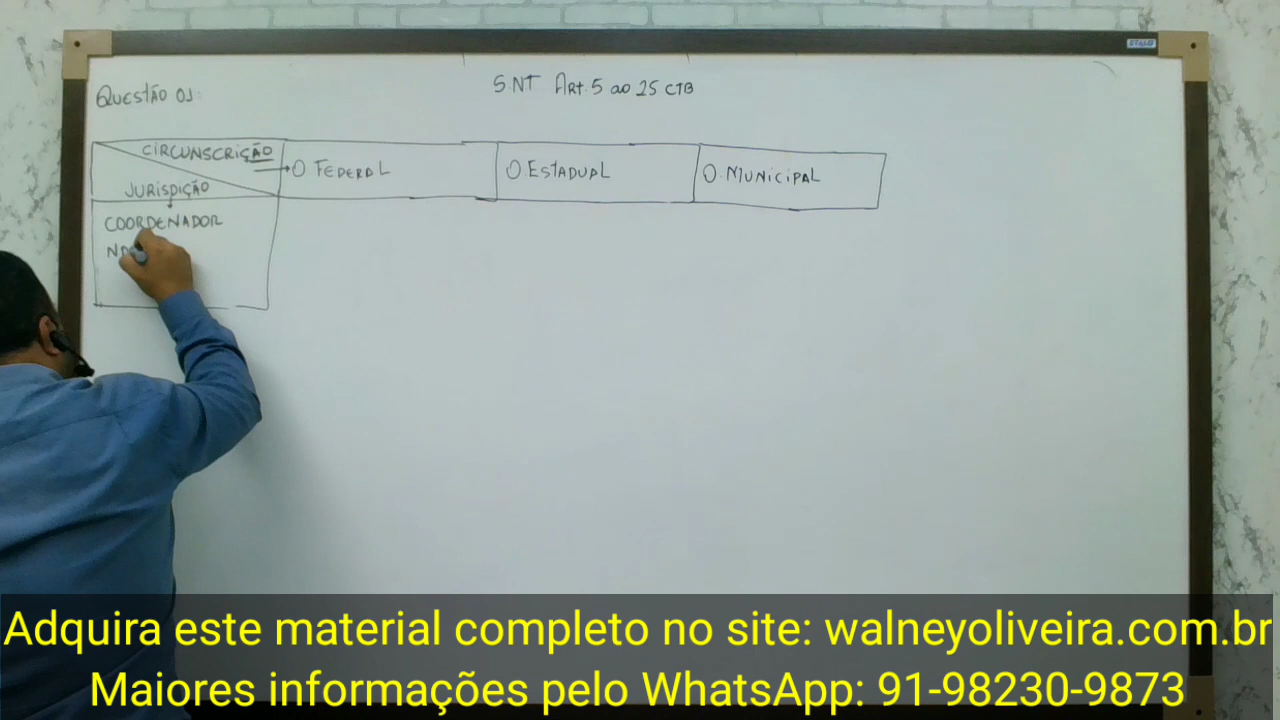 STALO
S.NT ART. 5 ao 25 CTB
QUESTÃO 01:
CIRCUNSCRIÇÃO
JURISDIÇÃO
O FEDERAL
O ESTADUAL
O MUNICIPAL
COORDENADOR
Adquira este material completo no site: walneyoliveira.com.br
Maiores informações pelo WhatsApp: 91-98230-9873